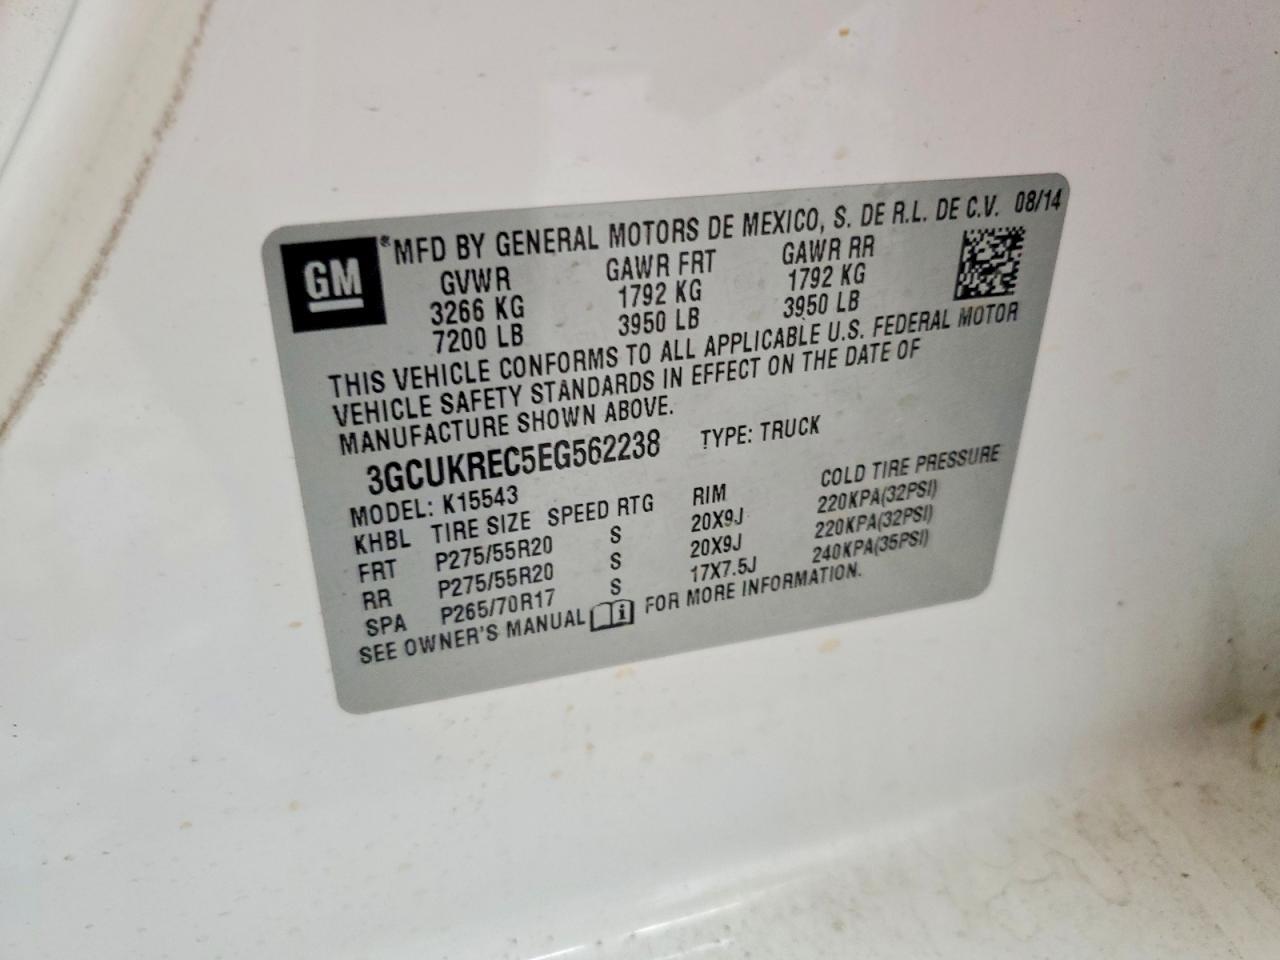 GM
®MFD BY GENERAL MOTORS DE MEXICO, S. DE R.L. DE C.V. 08/14
GVWR GAWR FRT GAWR RR
3266 KG 1792 KG 1792 KG
7200 LB 3950 LB 3950 LB
THIS VEHICLE CONFORMS TO ALL APPLICABLE U.S. FEDERAL MOTOR
VEHICLE SAFETY STANDARDS IN EFFECT ON THE DATE OF
MANUFACTURE SHOWN ABOVE.
3GCUKREC5EG562238 TYPE: TRUCK
MODEL: K15543
KHBL TIRE SIZE SPEED RTG RIM COLD TIRE PRESSURE
FRT P275/55R20 S 20X9J 220KPA(32PSI)
RR P275/55R20 S 20X9J 220KPA(32PSI)
SPA P265/70R17 S 17X7.5J 240KPA(35PSI)
SEE OWNER'S MANUAL i FOR MORE INFORMATION.